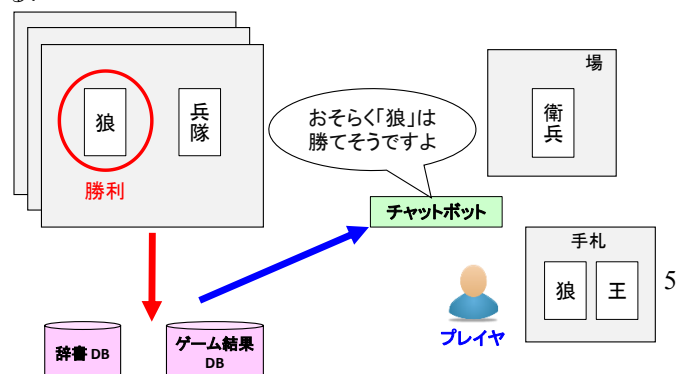 狼
兵隊
勝利
おそらく「狼」は
勝てそうですよ
場
衛兵
チャットボット
手札
狼
王
5
プレイヤ
辞書 DB
ゲーム結果
DB